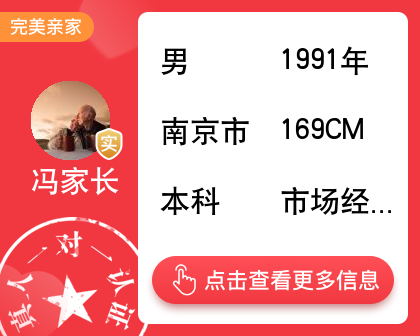 完美亲家
男 1991年
南京市 169CM
本科 市场经...
实
冯家长
真人一对一认证
点击查看更多信息